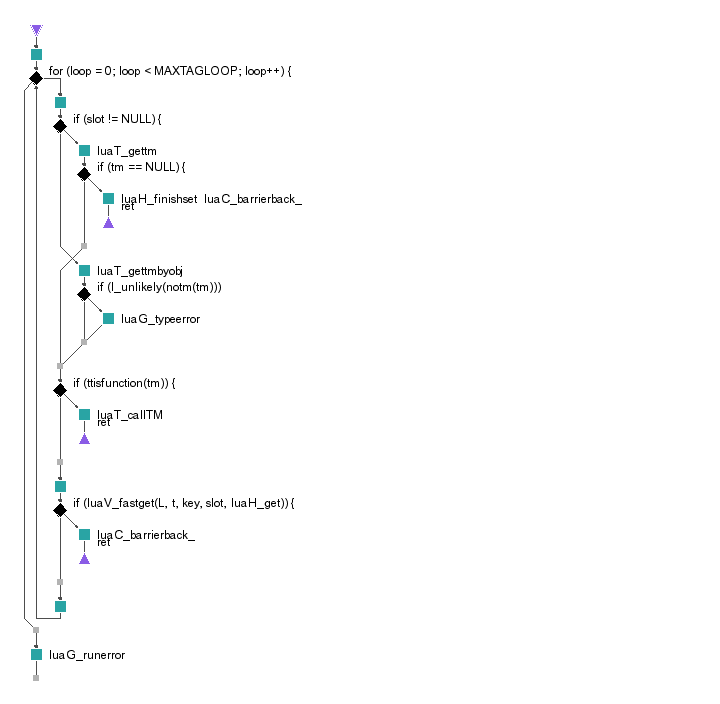 for (loop = 0; loop < MAXTAGLOOP; loop++) {
if (slot != NULL) {
luaT_gettm
if (tm == NULL) {
luaH_finishset luaC_barrierback_
ret
luaT_gettmbyobj
if (l_unlikely(notm(tm)))
luaG_typeerror
if (ttisfunction(tm)) {
luaT_callTM
ret
if (luaV_fastget(L, t, key, slot, luaH_get)) {
luaC_barrierback_
ret
luaG_runerror